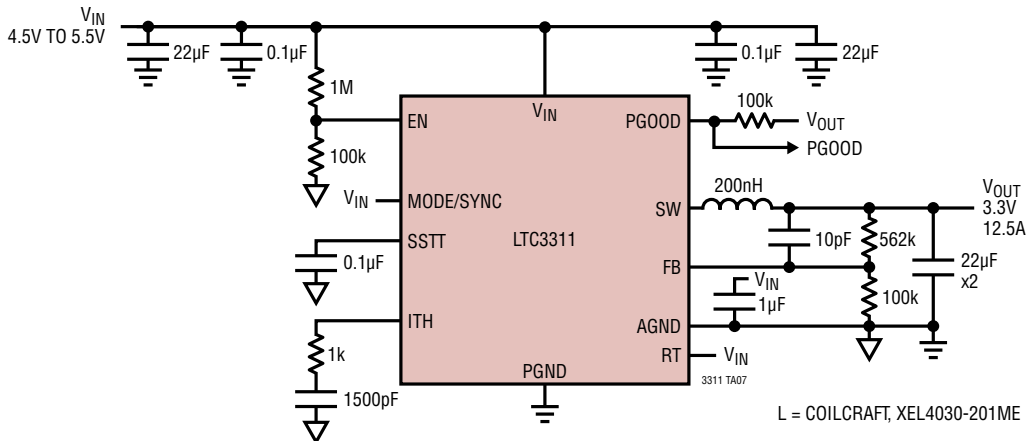 VIN
4.5V TO 5.5V
22µF
0.1µF
0.1µF
22µF
1M
VIN
EN
PGOOD
100k
VOUT
PGOOD
100k
VIN
MODE/SYNC
200nH
VOUT
3.3V
12.5A
SW
SSTT
LTC3311
10pF
562k
0.1µF
22µF
x2
FB
VIN
1µF
100k
ITH
AGND
1k
RT
VIN
PGND
3311 TA07
1500pF
L = COILCRAFT, XEL4030-201ME